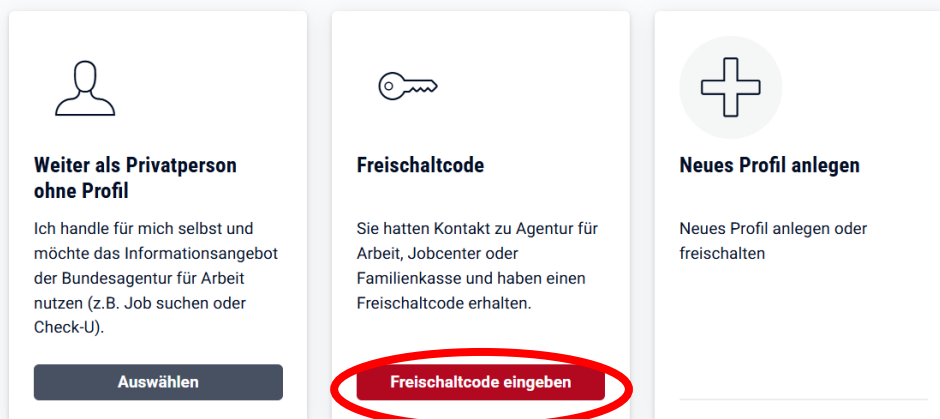 Weiter als Privatperson
ohne Profil
Ich handle für mich selbst und
möchte das Informationsangebot
der Bundesagentur für Arbeit
nutzen (z.B. Job suchen oder
Check-U).
Auswählen
Freischaltcode
Sie hatten Kontakt zu Agentur für
Arbeit, Jobcenter oder
Familienkasse und haben einen
Freischaltcode erhalten.
Freischaltcode eingeben
Neues Profil anlegen
Neues Profil anlegen oder
freischalten